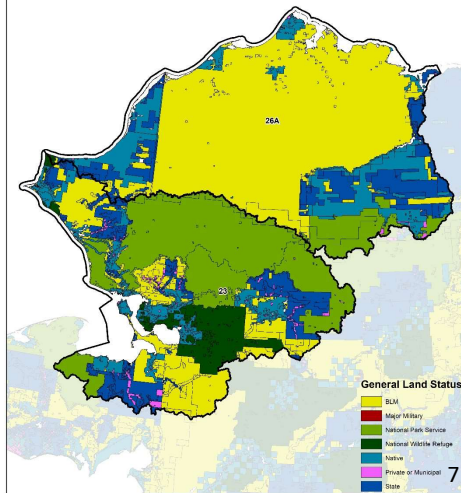 26A
23
General Land Status
BLM
Major Military
National Park Service
National Wildlife Refuge
Native
Private or Municipal
State
7